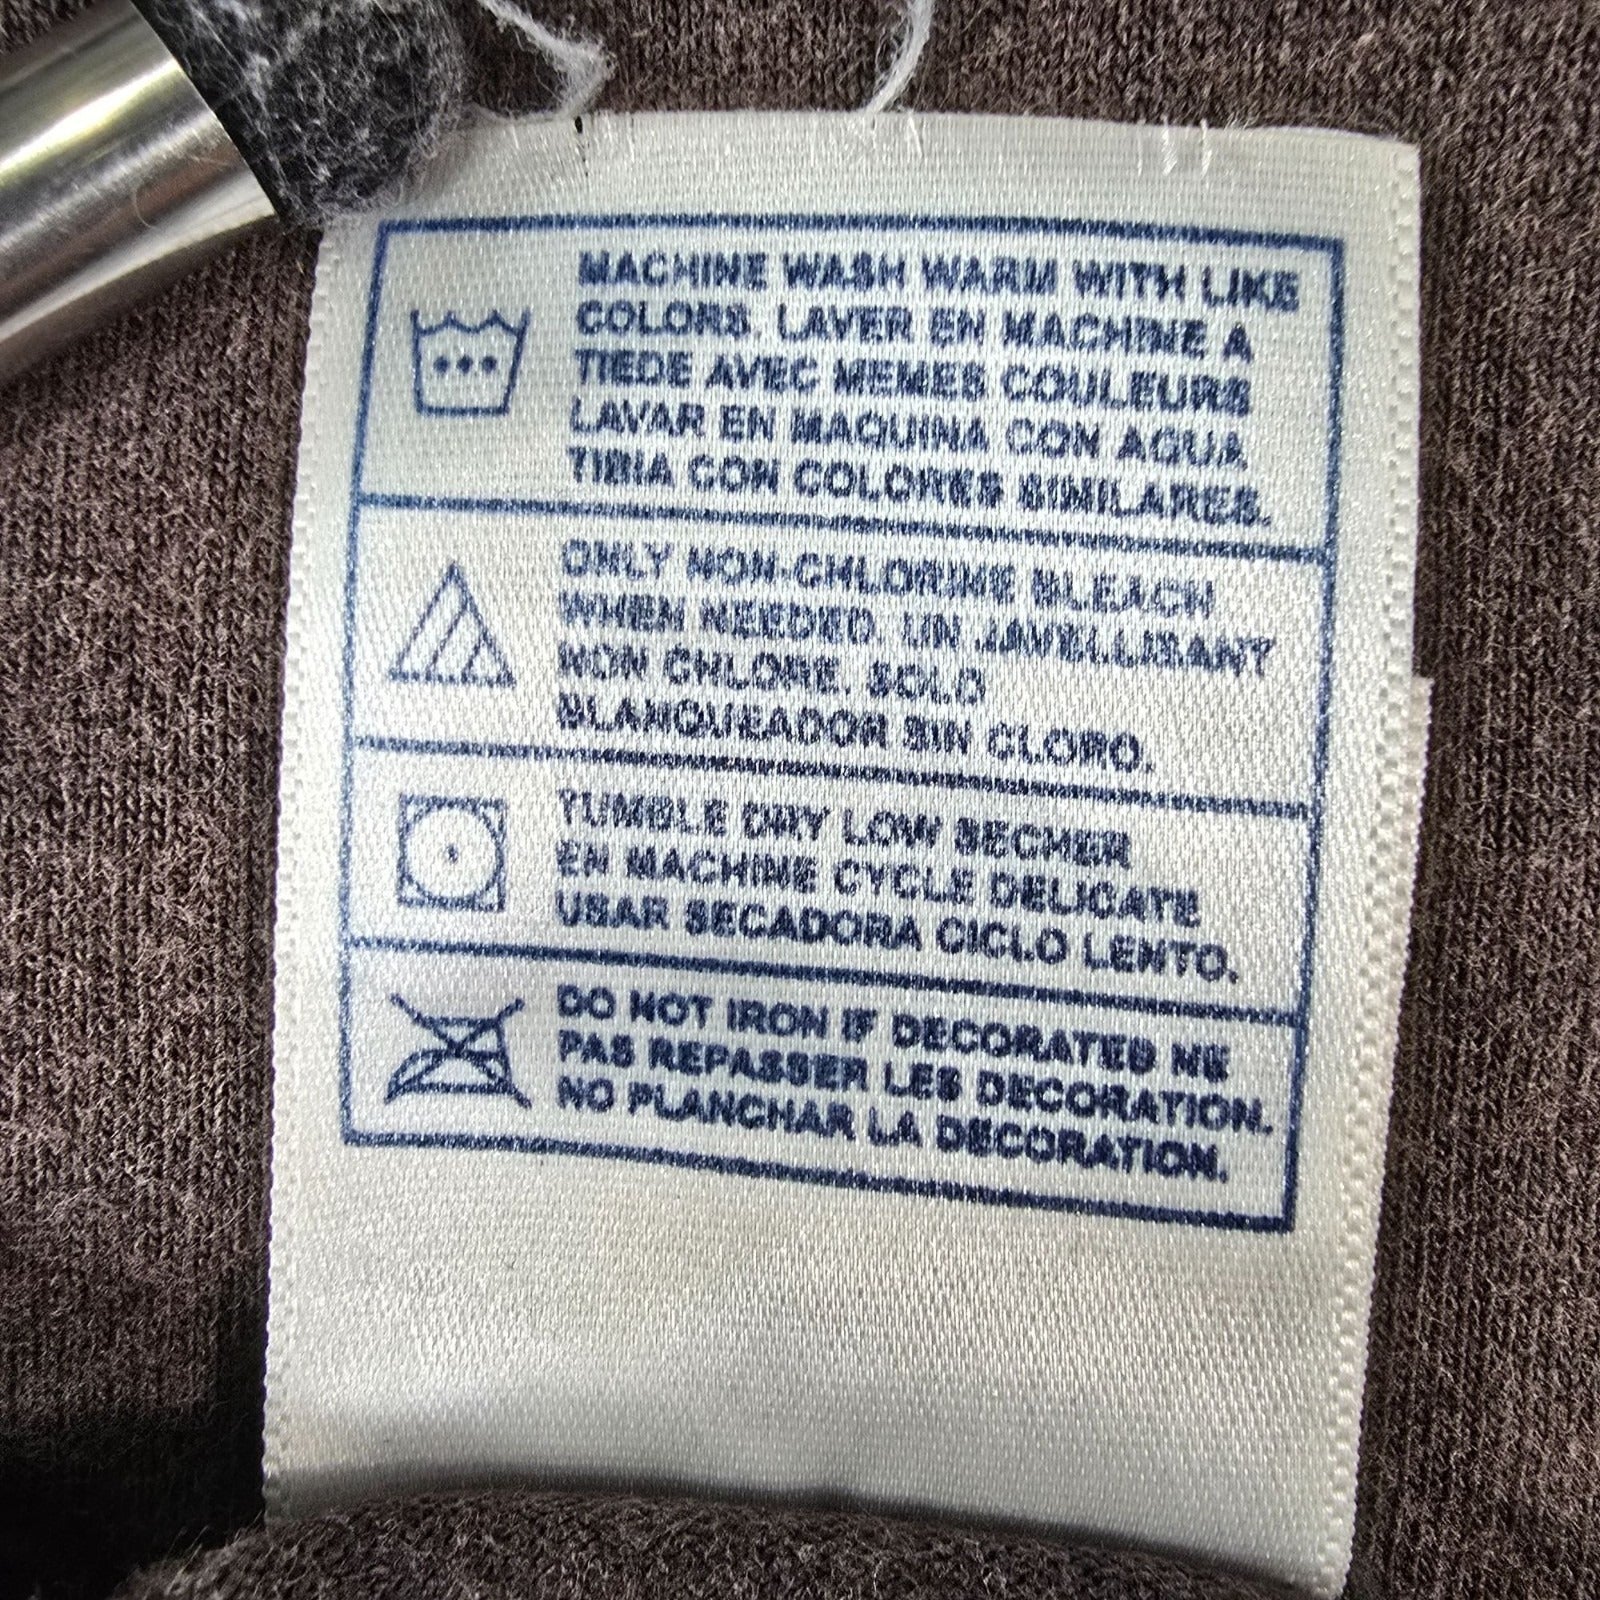 MACHINE WASH WARM WITH LIKE
COLORS. LAVER EN MACHINE A
TIEDE AVEC MEMES COULEURS
LAVAR EN MAQUINA CON AGUA
TIBIA CON COLORES SIMILARES.
ONLY NON-CHLORINE BLEACH
WHEN NEEDED. UN JAVELLISANT
NON CHLORE. SOLO
BLANQUEADOR SIN CLORO.
TUMBLE DRY LOW SECHER
EN MACHINE CYCLE DELICATE
USAR SECADORA CICLO LENTO.
DO NOT IRON IF DECORATED NE
PAS REPASSER LES DECORATION.
NO PLANCHAR LA DECORATION.